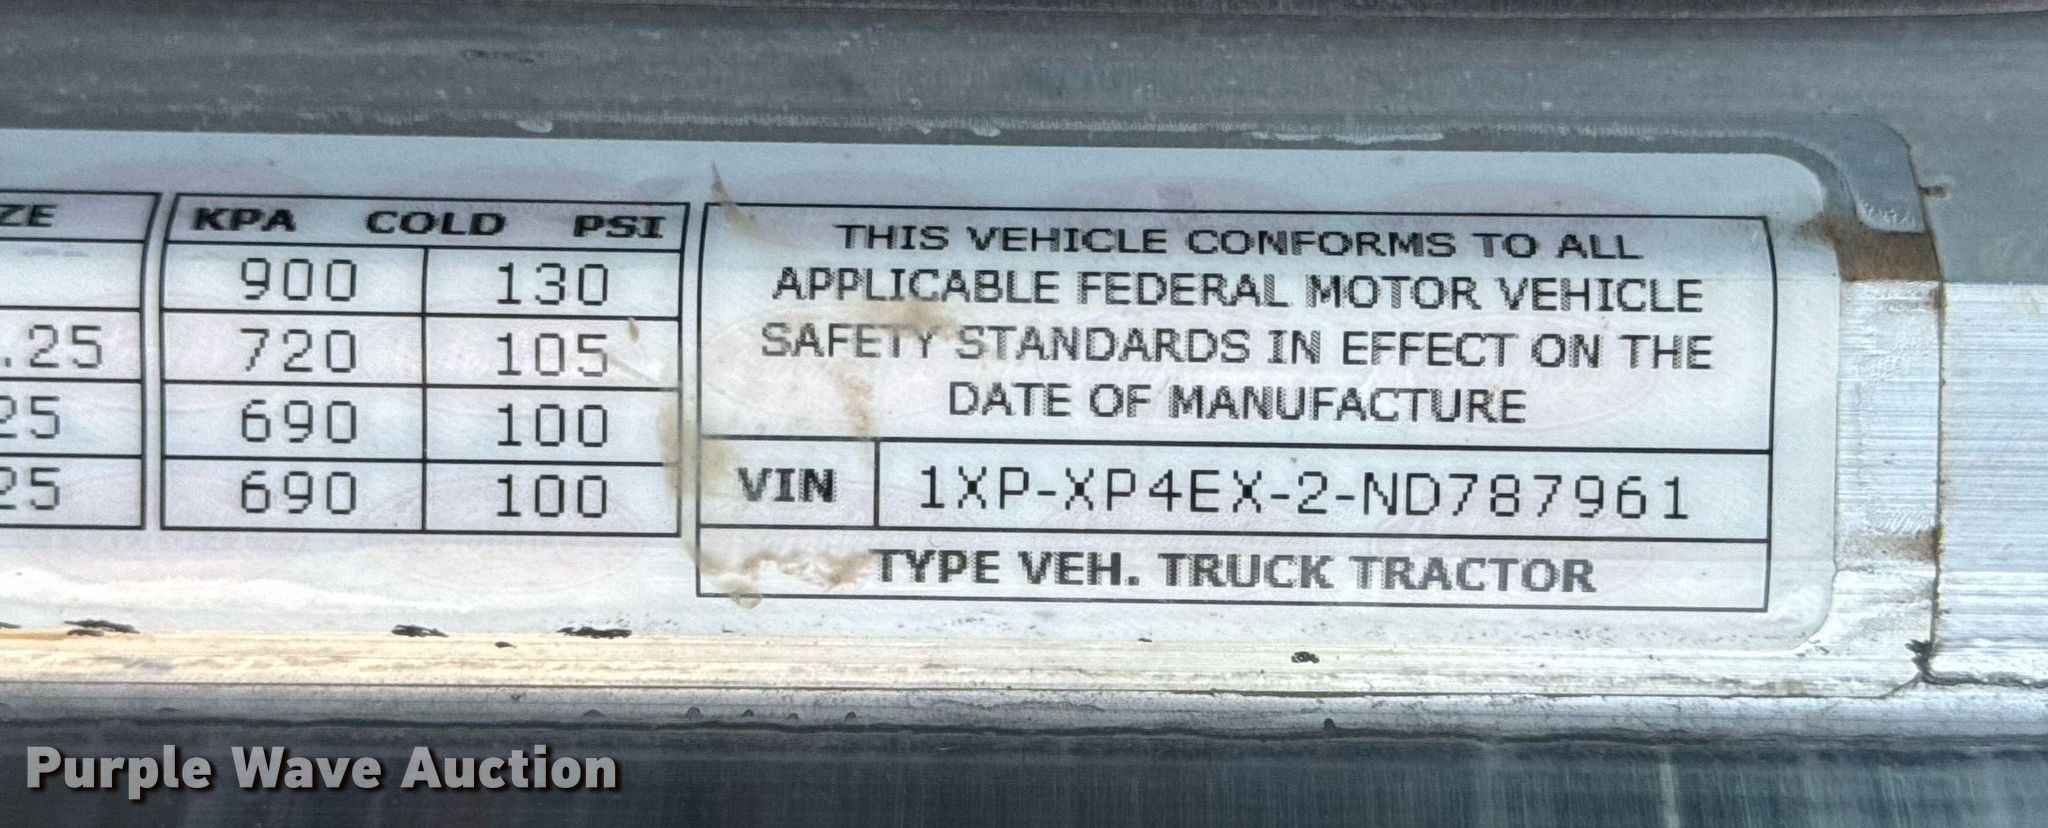 ZE
.25
25
25
KPA COLD PSI
900 130
720 105
690 100
690 100
THIS VEHICLE CONFORMS TO ALL
APPLICABLE FEDERAL MOTOR VEHICLE
SAFETY STANDARDS IN EFFECT ON THE
DATE OF MANUFACTURE
VIN 1XP-XP4EX-2-ND787961
TYPE VEH. TRUCK TRACTOR
Purple Wave Auction